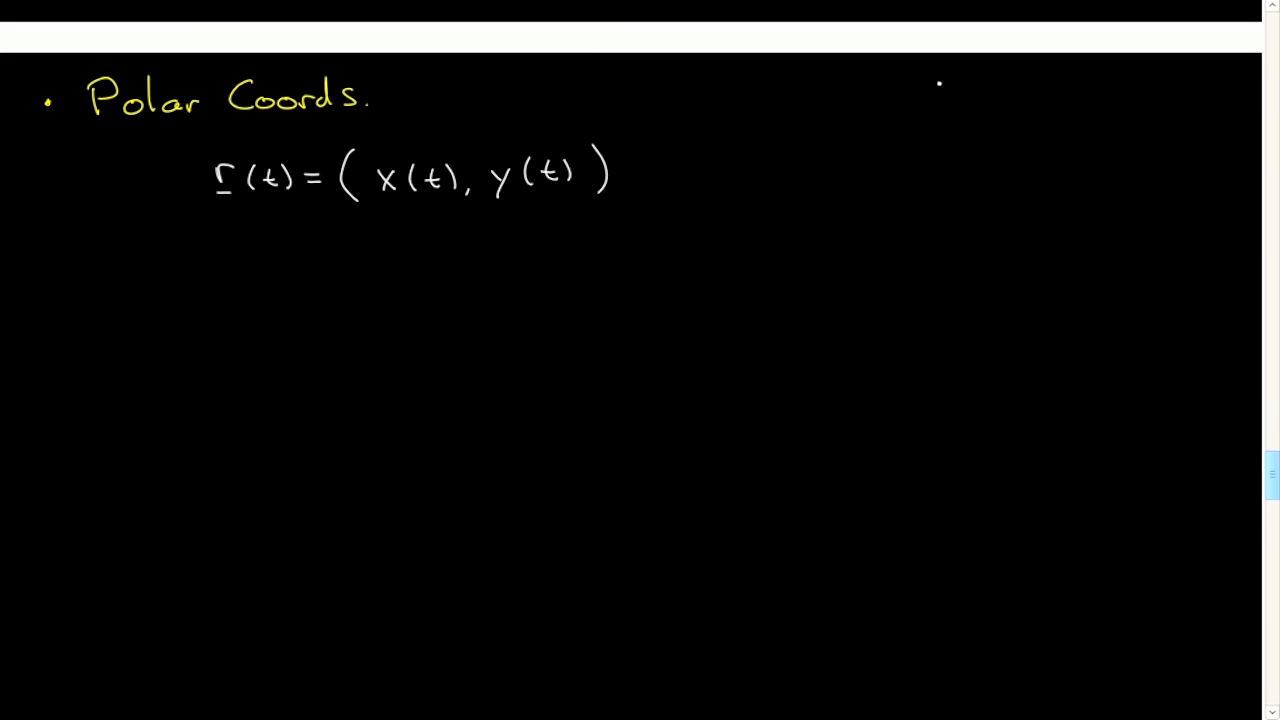 • Polar Coords.
r(t) = ( x(t), y(t) )